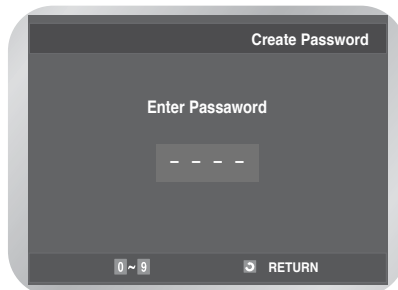 Create Password
Enter Passaword
– – – –
0 ~ 9 RETURN